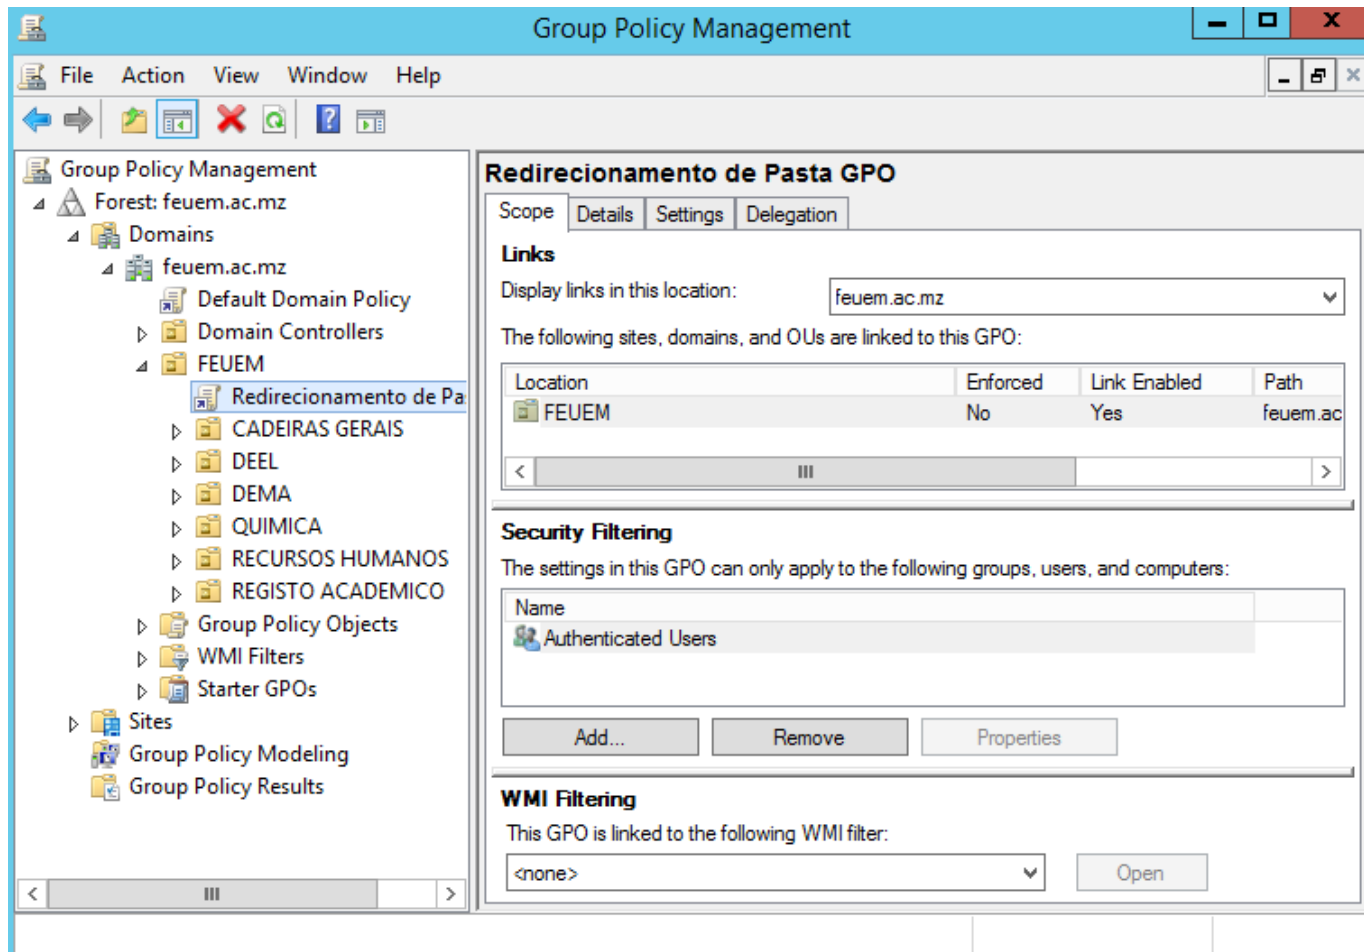 Group Policy Management
File Action View Window Help
Group Policy Management
Forest: feuem.ac.mz
Domains
feuem.ac.mz
Default Domain Policy
Domain Controllers
FEUEM
Redirecionamento de Pa
CADEIRAS GERAIS
DEEL
DEMA
QUIMICA
RECURSOS HUMANOS
REGISTO ACADEMICO
Group Policy Objects
WMI Filters
Starter GPOs
Sites
Group Policy Modeling
Group Policy Results
Redirecionamento de Pasta GPO
Scope Details Settings Delegation
Links
Display links in this location: feuem.ac.mz
The following sites, domains, and OUs are linked to this GPO:
Location Enforced Link Enabled Path
FEUEM No Yes feuem.ac
Security Filtering
The settings in this GPO can only apply to the following groups, users, and computers:
Name
Authenticated Users
Add... Remove Properties
WMI Filtering
This GPO is linked to the following WMI filter:
<none> Open